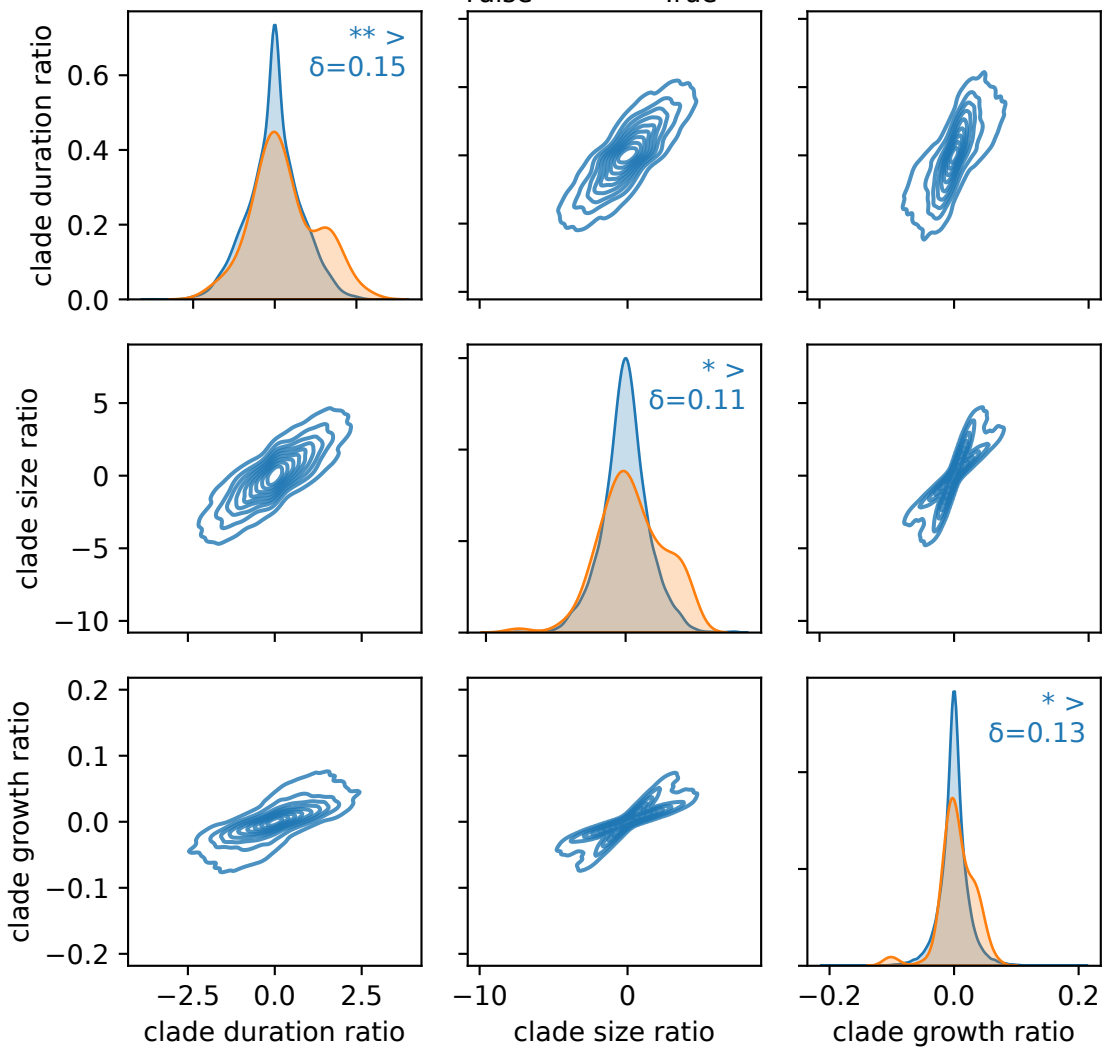 True
clade duration ratio
0.6
0.4
0.2
0.0
** >
δ=0.15
clade size ratio
5
0
−5
−10
* >
δ=0.11
clade growth ratio
0.2
0.1
0.0
−0.1
−0.2
* >
δ=0.13
−2.5 0.0 2.5
−10 0
−0.2 0.0 0.2
clade duration ratio
clade size ratio
clade growth ratio